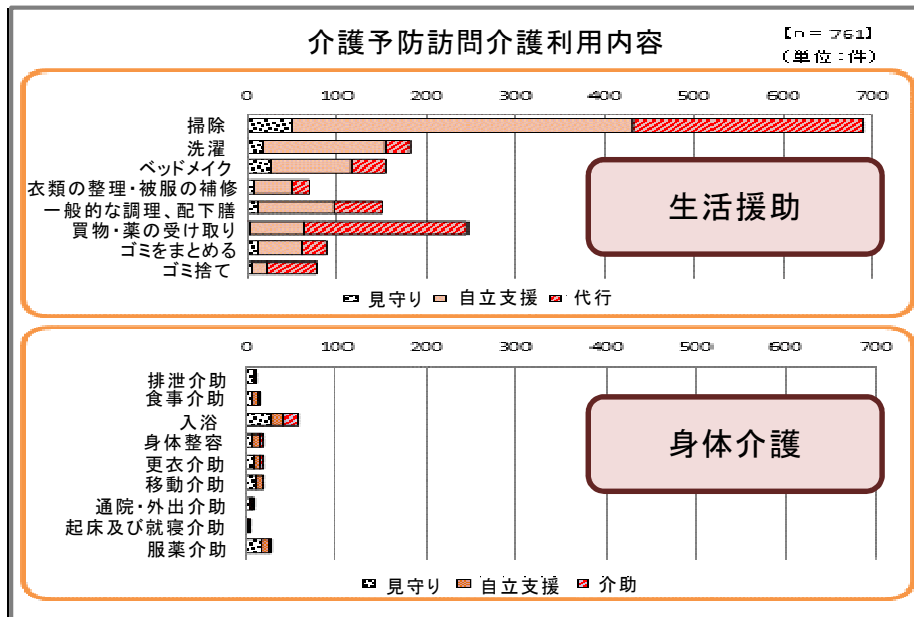 介護予防訪問介護利用内容
【n = 761】
（単位：件）
0 100 200 300 400 500 600 700
掃除
洗濯
ベッドメイク
衣類の整理・被服の補修
一般的な調理、配下膳
買物・薬の受け取り
ゴミをまとめる
ゴミ捨て
生活援助
見守り 自立支援 代行
0 100 200 300 400 500 600 700
排泄介助
食事介助
入浴
身体整容
更衣介助
移動介助
通院・外出介助
起床及び就寝介助
服薬介助
身体介護
見守り 自立支援 介助